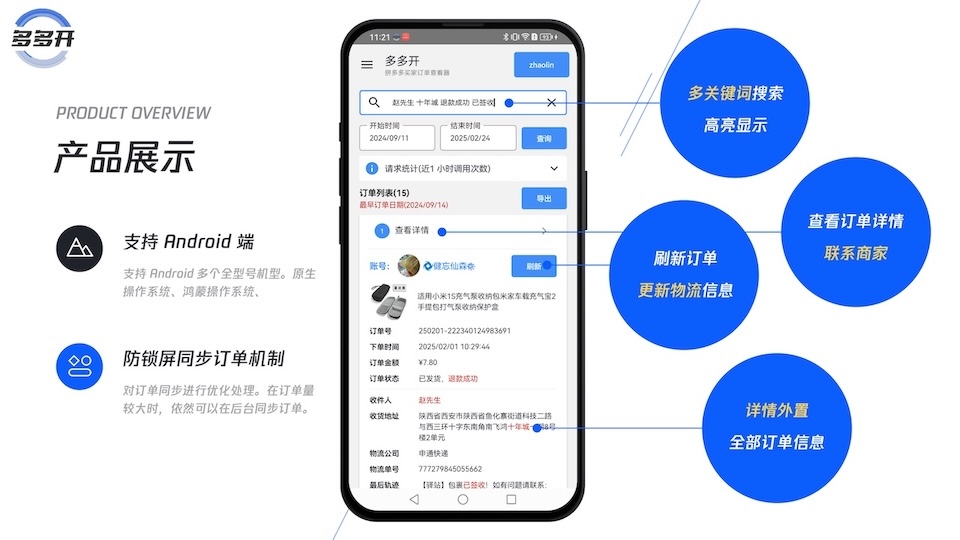 多多开
PRODUCT OVERVIEW
产品展示
支持 Android 端
支持 Android 多个全型号机型。原生
操作系统、鸿蒙操作系统、
防锁屏同步订单机制
对订单同步进行优化处理。在订单量
较大时，依然可以在后台同步订单。
11:21
多多开
拼多多买家订单查看器
zhaolin
赵先生 十年城 退款成功 已签收
开始时间
2024/09/11
结束时间
2025/02/24
查询
请求统计(近1 小时调用次数)
订单列表(15)
最早订单日期(2024/09/14)
导出
1 查看详情
账号：
健忘仙森
刷新
适用小米1S充气泵收纳包米家车载充气宝2
手提包打气泵收纳保护盒
订单号 250201-222340124983691
下单时间 2025/02/01 10:29:44
订单金额 ¥7.80
订单状态 已发货，退款成功
收件人 赵先生
收货地址 陕西省西安市陕西省鱼化寨街道科技二路
与西三环十字东南角南飞鸿十年城一期8号
楼2单元
物流公司 申通快递
物流单号 777279845055662
最后轨迹 【驿站】包裹已签收！如有问题请联系：
多关键词搜索
高亮显示
查看订单详情
联系商家
刷新订单
更新物流信息
详情外置
全部订单信息